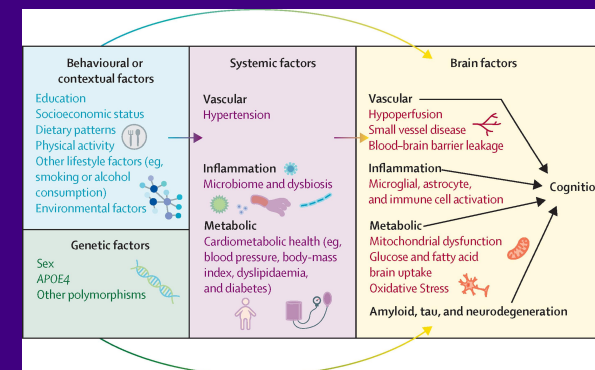 Behavioural or
contextual factors
Education
Socioeconomic status
Dietary patterns
Physical activity
Other lifestyle factors (eg,
smoking or alcohol
consumption)
Environmental factors
Genetic factors
Sex
APOE4
Other polymorphisms
Systemic factors
Vascular
Hypertension
Inflammation
Microbiome and dysbiosis
Metabolic
Cardiometabolic health (eg,
blood pressure, body-mass
index, dyslipidaemia,
and diabetes)
Brain factors
Vascular
Hypoperfusion
Small vessel disease
Blood–brain barrier leakage
Inflammation
Microglial, astrocyte,
and immune cell activation
Metabolic
Mitochondrial dysfunction
Glucose and fatty acid
brain uptake
Oxidative Stress
Amyloid, tau, and neurodegeneration
Cognitio